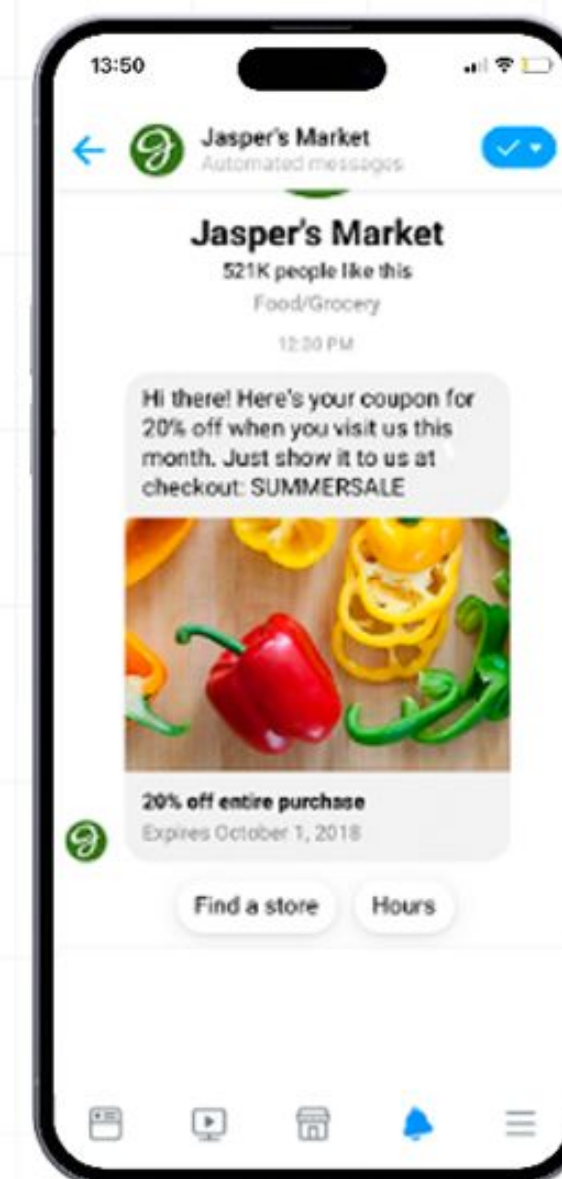 13:50
Jasper's Market
Automated messages
Jasper's Market
521K people like this
Food/Grocery
12:30 PM
Hi there! Here's your coupon for
20% off when you visit us this
month. Just show it to us at
checkout: SUMMERSALE
20% off entire purchase
Expires October 1, 2018
Find a store
Hours